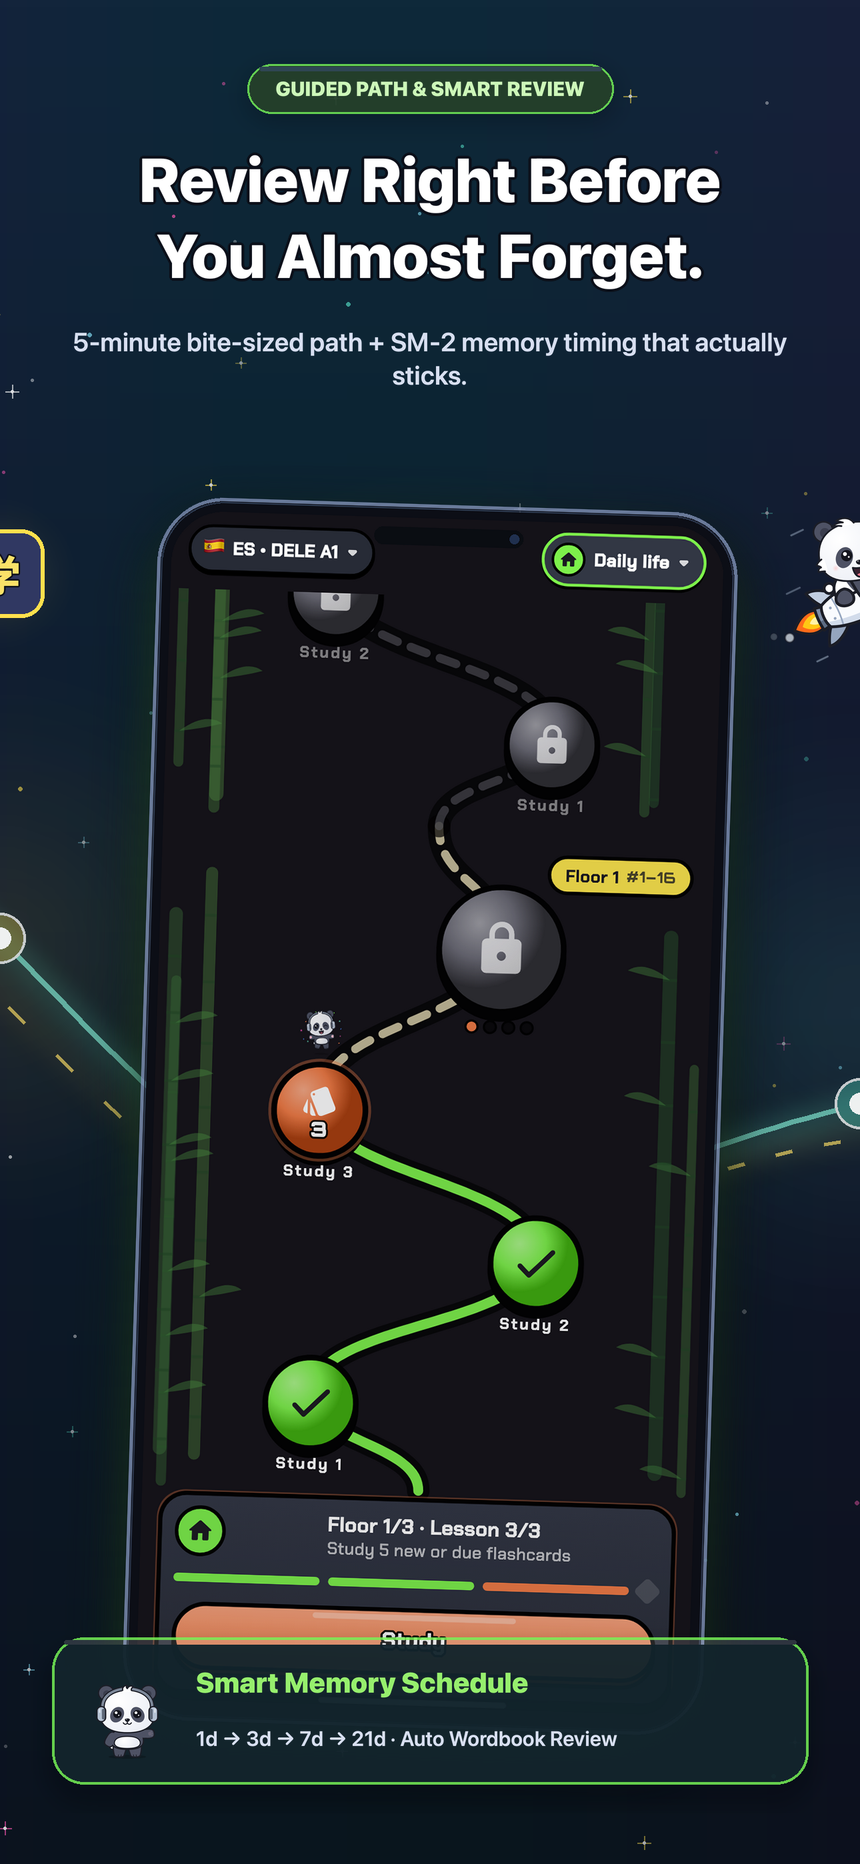 GUIDED PATH & SMART REVIEW
Review Right Before
You Almost Forget.
5-minute bite-sized path + SM-2 memory timing that actually
sticks.
学
ES • DELE A1
Daily life
Study 2
Study 1
Floor 1 #1–16
3
Study 3
Study 2
Study 1
Floor 1/3 · Lesson 3/3
Study 5 new or due flashcards
Study
Smart Memory Schedule
1d → 3d → 7d → 21d · Auto Wordbook Review